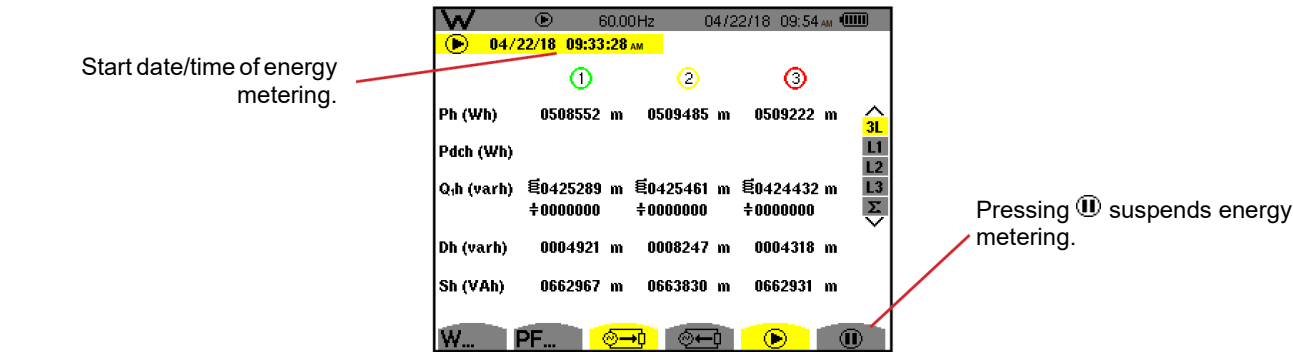 W 60.00Hz 04/22/18 09:54 AM
04/22/18 09:33:28 AM
Start date/time of energy
metering.
1 2 3
Ph (Wh) 0508552 m 0509485 m 0509222 m
3L
Pdch (Wh)
L1
L2
Q₁h (varh) 0425289 m 0425461 m 0424432 m
L3
÷0000000 ÷0000000 ÷0000000
Σ
Pressing ⏸ suspends energy
metering.
Dh (varh) 0004921 m 0008247 m 0004318 m
Sh (VAh) 0662967 m 0663830 m 0662931 m
W... PF...